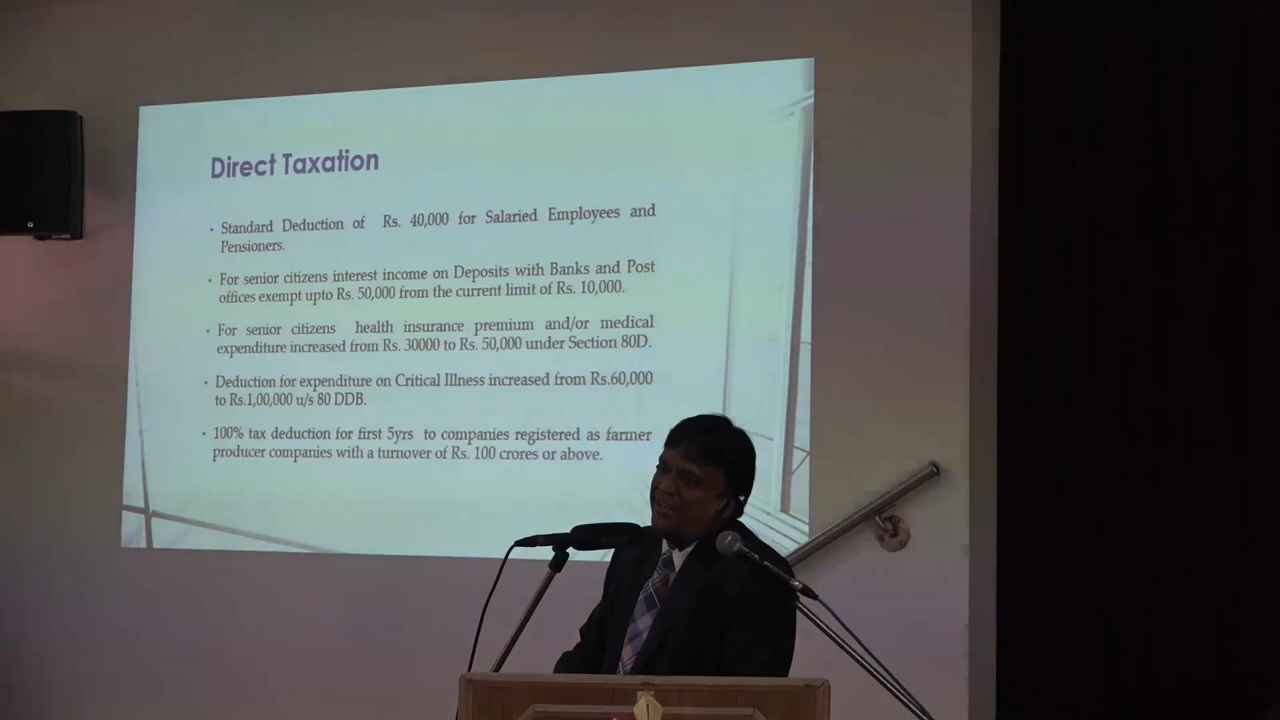 Direct Taxation
• Standard Deduction of Rs. 40,000 for Salaried Employees and
Pensioners.
• For senior citizens interest income on Deposits with Banks and Post
offices exempt upto Rs. 50,000 from the current limit of Rs. 10,000.
• For senior citizens health insurance premium and/or medical
expenditure increased from Rs. 30000 to Rs. 50,000 under Section 80D.
• Deduction for expenditure on Critical Illness increased from Rs.60,000
to Rs.1,00,000 u/s 80 DDB.
• 100% tax deduction for first 5yrs to companies registered as farmer
producer companies with a turnover of Rs. 100 crores or above.